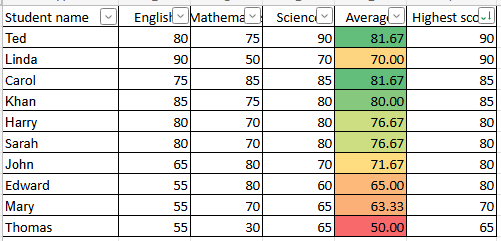 Student name English Mathema Science Average Highest sco
Ted 80 75 90 81.67 90
Linda 90 50 70 70.00 90
Carol 75 85 85 81.67 85
Khan 85 75 80 80.00 85
Harry 80 70 80 76.67 80
Sarah 80 70 80 76.67 80
John 65 80 70 71.67 80
Edward 55 80 60 65.00 80
Mary 55 70 65 63.33 70
Thomas 55 30 65 50.00 65